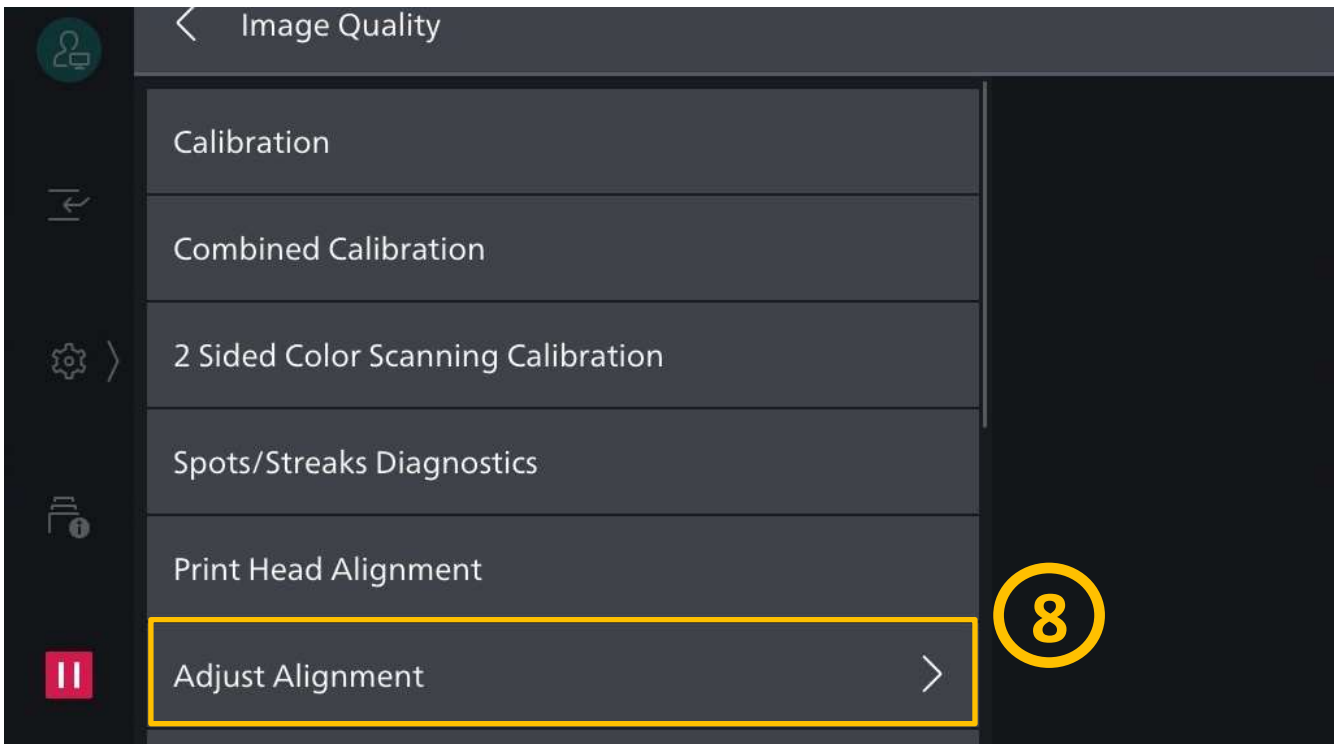 Image Quality
Calibration
Combined Calibration
2 Sided Color Scanning Calibration
Spots/Streaks Diagnostics
Print Head Alignment
8
Adjust Alignment